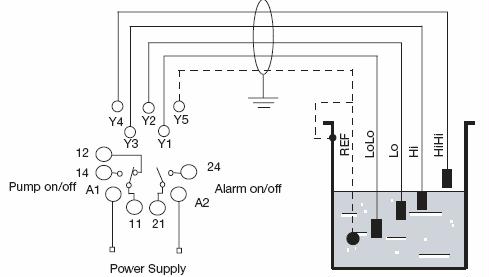 Y4
Y3
Y2
Y1
Y5
12
14
24
Pump on/off
A1
Alarm on/off
A2
11
21
Power Supply
REF
LoLo
Lo
Hi
HiHi